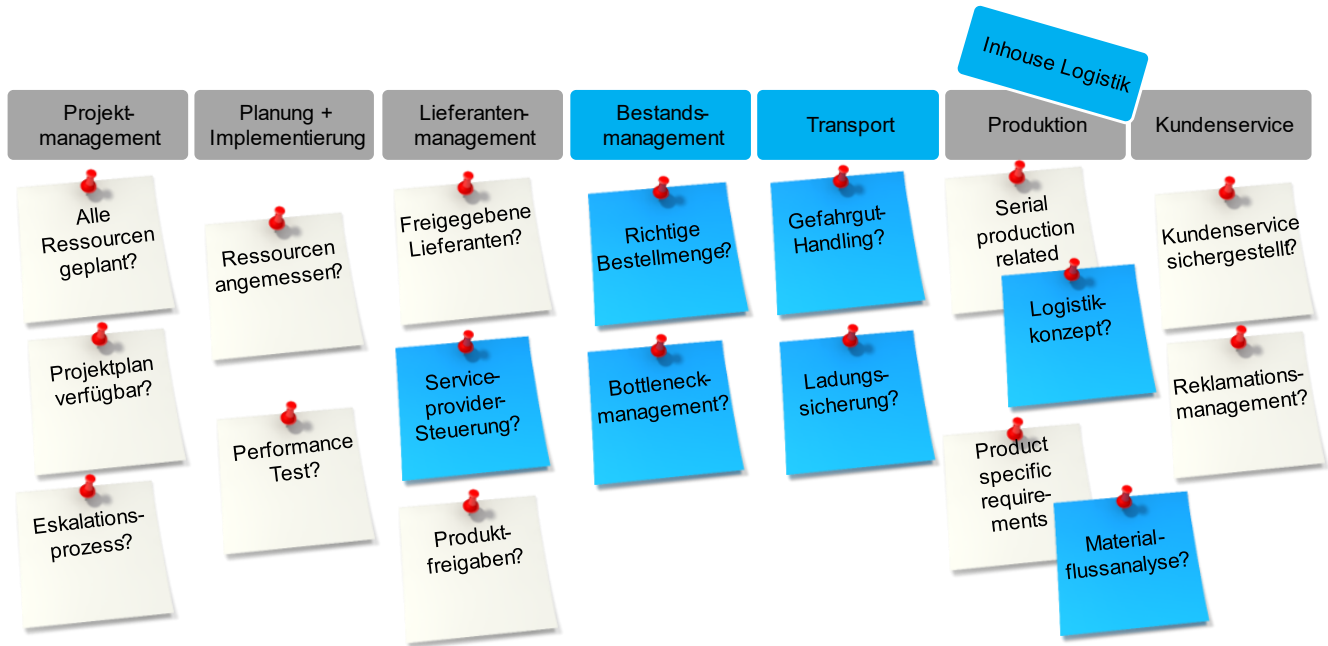 Inhouse Logistik
Projekt-
management
Planung +
Implementierung
Lieferanten-
management
Bestands-
management
Transport
Produktion
Kundenservice
Alle
Ressourcen
geplant?
Projektplan
verfügbar?
Eskalations-
prozess?
Ressourcen
angemessen?
Performance
Test?
Freigegebene
Lieferanten?
Service-
provider-
Steuerung?
Produkt-
freigaben?
Richtige
Bestellmenge?
Bottleneck-
management?
Gefahrgut-
Handling?
Ladungs-
sicherung?
Serial
production
related
Logistik-
konzept?
Product
specific
require-
ments
Material-
flussanalyse?
Kundenservice
sichergestellt?
Reklamations-
management?